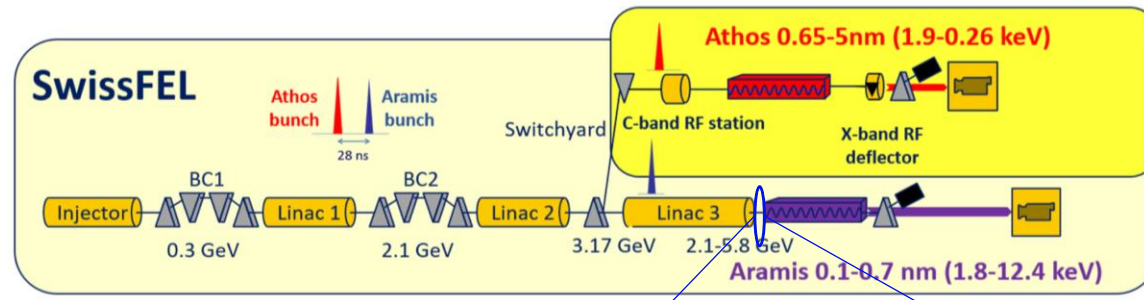 Athos 0.65-5nm (1.9-0.26 keV)
SwissFEL
Athos bunch
Aramis bunch
28 ns
Switchyard
C-band RF station
X-band RF deflector
BC1
BC2
Injector
Linac 1
Linac 2
Linac 3
0.3 GeV
2.1 GeV
3.17 GeV
2.1-5.8 GeV
Aramis 0.1-0.7 nm (1.8-12.4 keV)